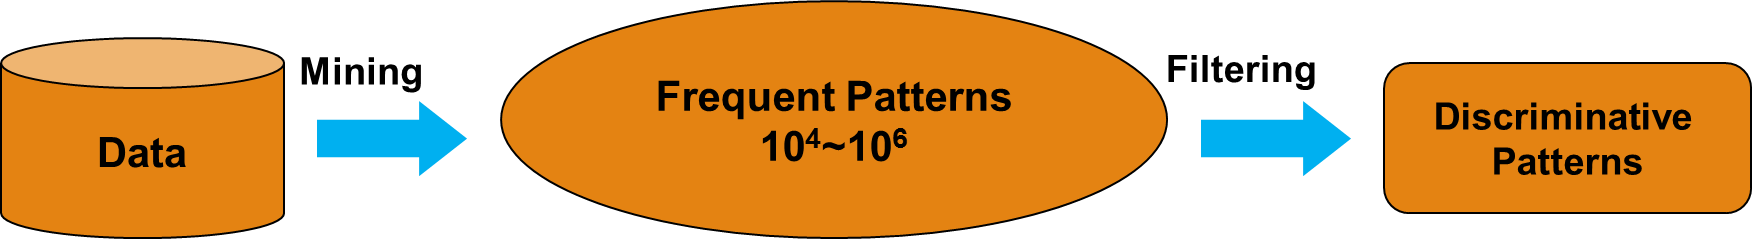 Data
Mining
Frequent Patterns
10⁴~10⁶
Filtering
Discriminative
Patterns